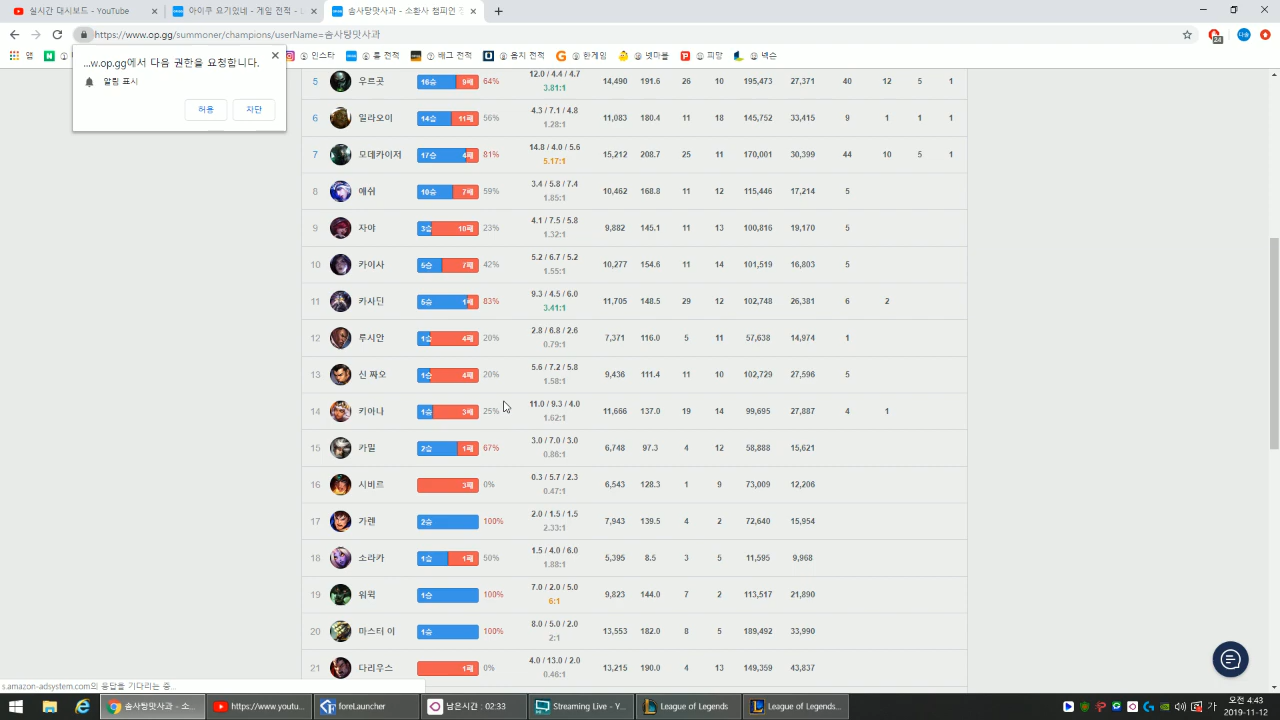 실시간 대시보드 - YouTube
아이쿠 요기있네 - 게임 전적 - L
송사탕맛사과 - 소환사 챔피언
https://www.op.gg/summoner/champions/userName=송사탕맛사과
앱
인스타
롤 전적
배그 전적
옵지 전적
한게임
넷마블
피망
넥슨
...w.op.gg에서 다음 권한을 요청합니다.
알림 표시
허용 차단
5 우르곳 16승 9패 64% 12.0 / 4.4 / 4.7 14,490 191.6 26 10 195,473 27,371 40 12 5 1
3.81:1
6 일라오이 14승 11패 56% 4.3 / 7.1 / 4.8 11,083 180.4 11 18 145,752 33,415 9 1 1 1
1.28:1
7 모데카이저 17승 4패 81% 14.8 / 4.0 / 5.6 15,212 208.7 25 11 170,001 30,399 44 10 5 1
5.17:1
8 애쉬 10승 7패 59% 3.4 / 5.8 / 7.4 10,462 168.8 11 12 115,446 17,214 5
1.85:1
9 자야 3승 10패 23% 4.1 / 7.5 / 5.8 9,882 145.1 11 13 100,816 19,170 5
1.32:1
10 카이사 5승 7패 42% 5.2 / 6.7 / 5.2 10,277 154.6 11 14 101,519 16,803 5
1.55:1
11 카사딘 5승 1패 83% 9.3 / 4.5 / 6.0 11,705 148.5 29 12 102,748 26,381 6 2
3.41:1
12 루시안 1승 4패 20% 2.8 / 6.8 / 2.6 7,371 116.0 5 11 57,638 14,974 1
0.79:1
13 신 짜오 1승 4패 20% 5.6 / 7.2 / 5.8 9,436 111.4 11 10 102,729 27,596 5
1.58:1
14 키아나 1승 3패 25% 11.0 / 9.3 / 4.0 11,666 137.0 19 14 99,695 27,887 4 1
1.62:1
15 카밀 2승 1패 67% 3.0 / 7.0 / 3.0 6,748 97.3 4 12 58,888 15,621
0.86:1
16 시비르 3패 0% 0.3 / 5.7 / 2.3 6,543 128.3 1 9 73,009 12,206
0.47:1
17 가렌 2승 100% 2.0 / 1.5 / 1.5 7,943 139.5 4 2 72,640 15,954
2.33:1
18 소라카 1승 1패 50% 1.5 / 4.0 / 6.0 5,395 8.5 3 5 11,595 9,968
1.88:1
19 워윅 1승 100% 7.0 / 2.0 / 5.0 9,823 144.0 7 2 113,517 21,890
6:1
20 마스터 이 1승 100% 8.0 / 5.0 / 2.0 13,553 182.0 8 5 189,492 33,990
2:1
21 다리우스 1패 0% 4.0 / 13.0 / 2.0 13,215 190.0 4 13 149,359 43,837
0.46:1
s.amazon-adsystem.com의 응답을 기다리는 중...
송사탕맛사과 - 소...
https://www.youtu...
foreLauncher
남은시간 : 02:33
Streaming Live - Y...
League of Legends
League of Legends...
가
오전 4:43
2019-11-12